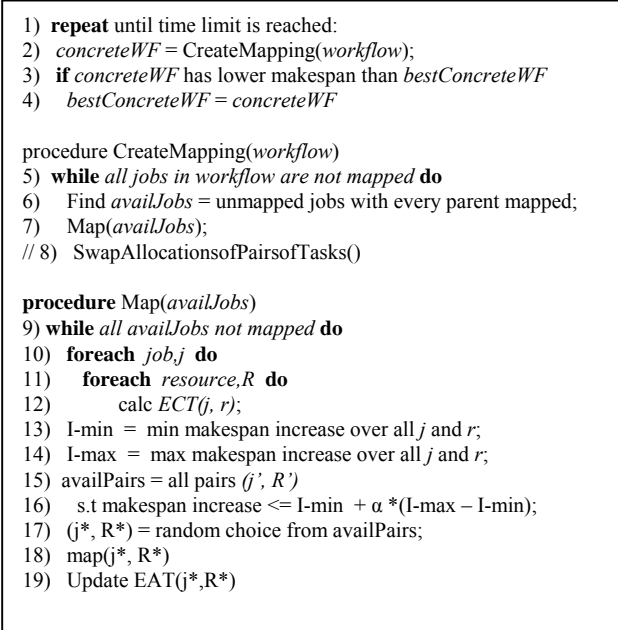 1) repeat until time limit is reached:
2) concreteWF = CreateMapping(workflow);
3) if concreteWF has lower makespan than bestConcreteWF
4) bestConcreteWF = concreteWF
procedure CreateMapping(workflow)
5) while all jobs in workflow are not mapped do
6) Find availJobs = unmapped jobs with every parent mapped;
7) Map(availJobs);
// 8) SwapAllocationsofPairsofTasks()
procedure Map(availJobs)
9) while all availJobs not mapped do
10) foreach job,j do
11) foreach resource,R do
12) calc ECT(j, r);
13) I-min = min makespan increase over all j and r;
14) I-max = max makespan increase over all j and r;
15) availPairs = all pairs (j’, R’)
16) s.t makespan increase <= I-min + α *(I-max – I-min);
17) (j*, R*) = random choice from availPairs;
18) map(j*, R*)
19) Update EAT(j*,R*)